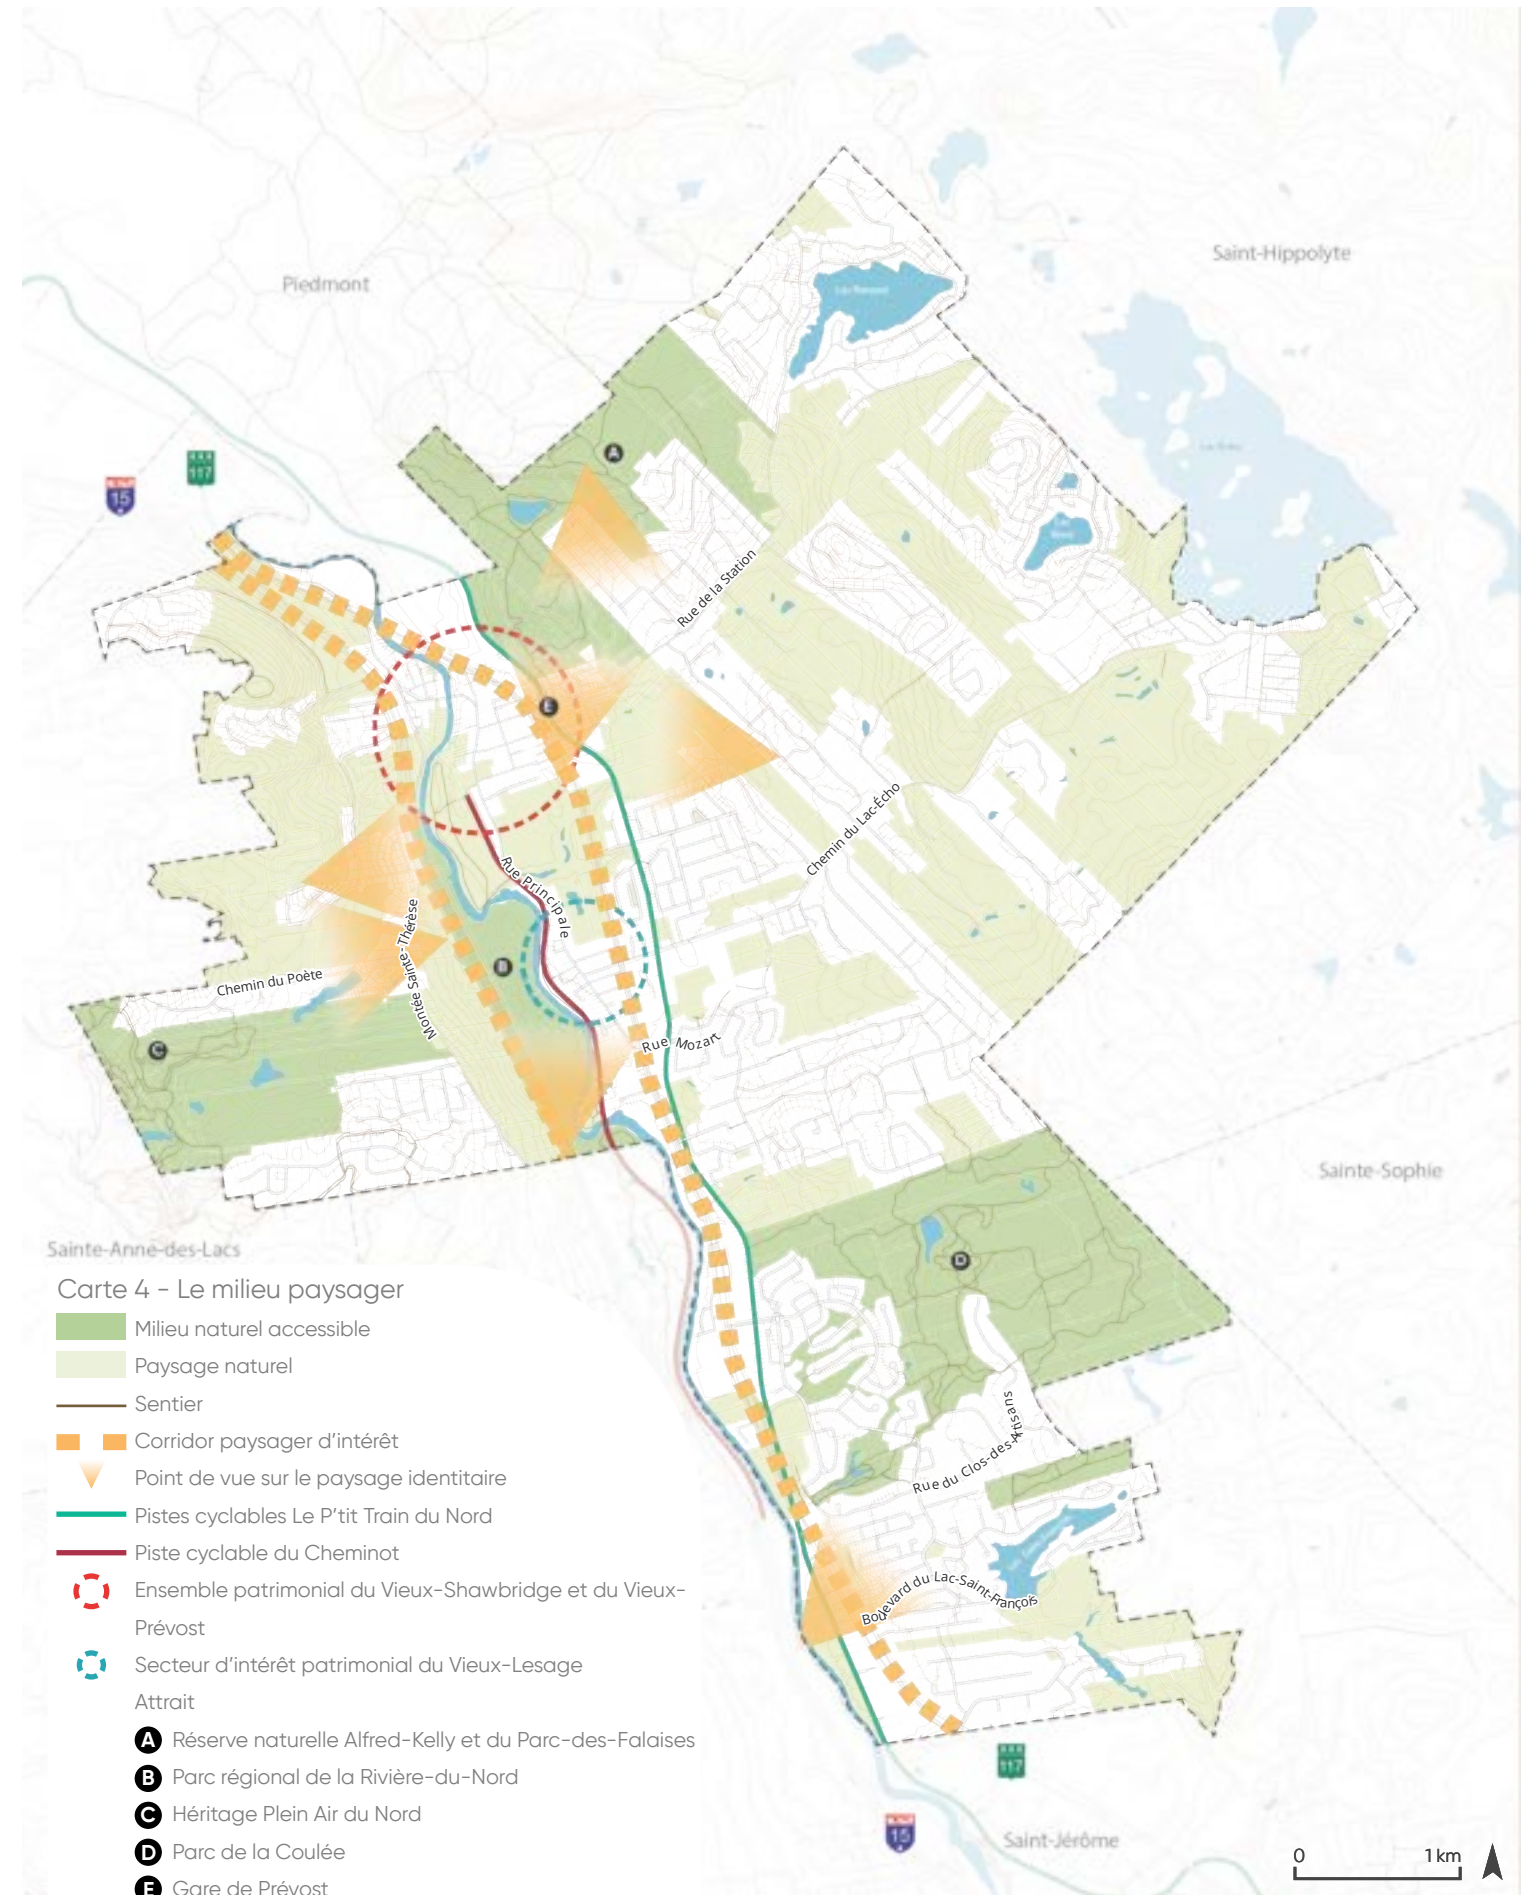 Saint-Hippolyte
Piedmont
117
15
A
Rue de la Station
E
Chemin du Lac-Écho
Rue Principale
Montée Sainte-Thérèse
B
Chemin du Poète
C
Rue Mozart
Sainte-Sophie
D
Sainte-Anne-des-Lacs
Rue du Clos-des-Artisans
Boulevard du Lac-Saint-François
117
15
Saint-Jérôme
0 1 km
Carte 4 - Le milieu paysager
Milieu naturel accessible
Paysage naturel
Sentier
Corridor paysager d'intérêt
Point de vue sur le paysage identitaire
Pistes cyclables Le P'tit Train du Nord
Piste cyclable du Cheminot
Ensemble patrimonial du Vieux-Shawbridge et du Vieux-
Prévost
Secteur d'intérêt patrimonial du Vieux-Lesage
Attrait
A Réserve naturelle Alfred-Kelly et du Parc-des-Falaises
B Parc régional de la Rivière-du-Nord
C Héritage Plein Air du Nord
D Parc de la Coulée
E Gare de Prévost